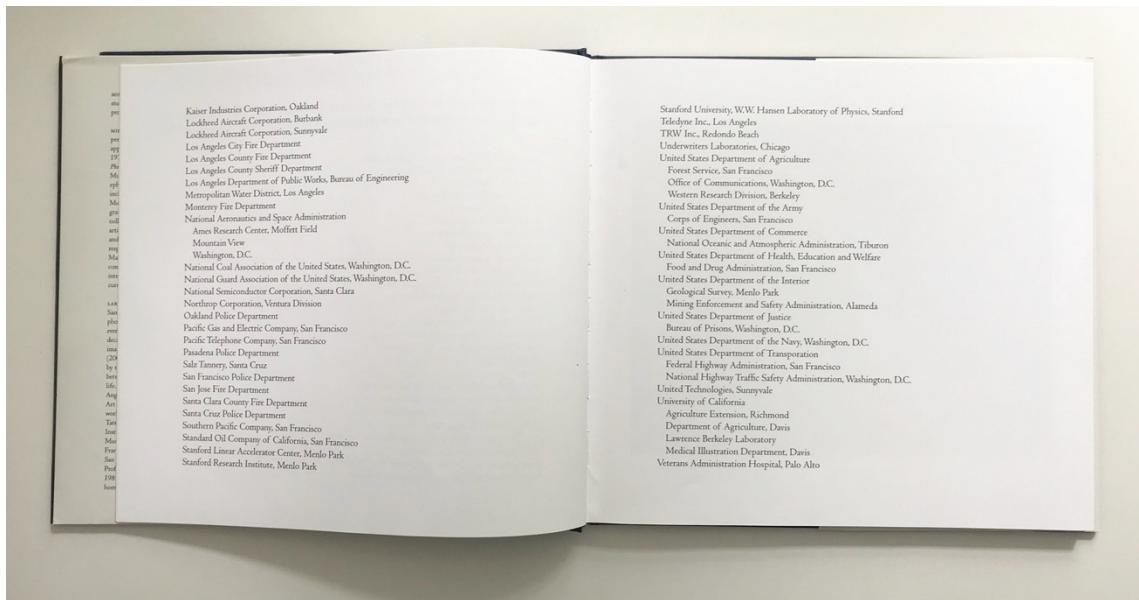 Kaiser Industries Corporation, Oakland
Lockheed Aircraft Corporation, Burbank
Lockheed Aircraft Corporation, Sunnyvale
Los Angeles City Fire Department
Los Angeles County Fire Department
Los Angeles County Sheriff Department
Los Angeles Department of Public Works, Bureau of Engineering
Metropolitan Water District, Los Angeles
Monterey Fire Department
National Aeronautics and Space Administration
Ames Research Center, Moffett Field
Mountain View
Washington, D.C.
National Coal Association of the United States, Washington, D.C.
National Guard Association of the United States, Washington, D.C.
National Semiconductor Corporation, Santa Clara
Northrop Corporation, Ventura Division
Oakland Police Department
Pacific Gas and Electric Company, San Francisco
Pacific Telephone Company, San Francisco
Pasadena Police Department
Salz Tannery, Santa Cruz
San Francisco Police Department
San Jose Fire Department
Santa Clara County Fire Department
Santa Cruz Police Department
Southern Pacific Company, San Francisco
Standard Oil Company of California, San Francisco
Stanford Linear Accelerator Center, Menlo Park
Stanford Research Institute, Menlo Park
Stanford University, W.W. Hansen Laboratory of Physics, Stanford
Teledyne Inc., Los Angeles
TRW Inc., Redondo Beach
Underwriters Laboratories, Chicago
United States Department of Agriculture
Forest Service, San Francisco
Office of Communications, Washington, D.C.
Western Research Division, Berkeley
United States Department of the Army
Corps of Engineers, San Francisco
United States Department of Commerce
National Oceanic and Atmospheric Administration, Tiburon
United States Department of Health, Education and Welfare
Food and Drug Administration, San Francisco
United States Department of the Interior
Geological Survey, Menlo Park
Mining Enforcement and Safety Administration, Alameda
United States Department of Justice
Bureau of Prisons, Washington, D.C.
United States Department of the Navy, Washington, D.C.
United States Department of Transporation
Federal Highway Administration, San Francisco
National Highway Traffic Safety Administration, Washington, D.C.
United Technologies, Sunnyvale
University of California
Agriculture Extension, Richmond
Department of Agriculture, Davis
Lawrence Berkeley Laboratory
Medical Illustration Department, Davis
Veterans Administration Hospital, Palo Alto